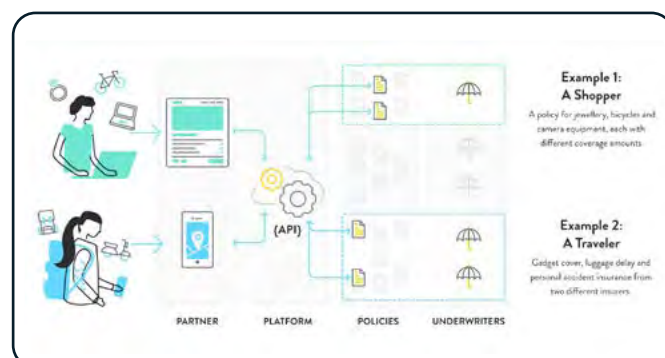 Example 1:
A Shopper
A policy for jewellery, bicycles and
camera equipment, each with
different coverage amounts
(API)
Example 2:
A Traveler
Gadget cover, luggage delay and
personal accident insurance from
two different insurers
PARTNER PLATFORM POLICIES UNDERWRITERS